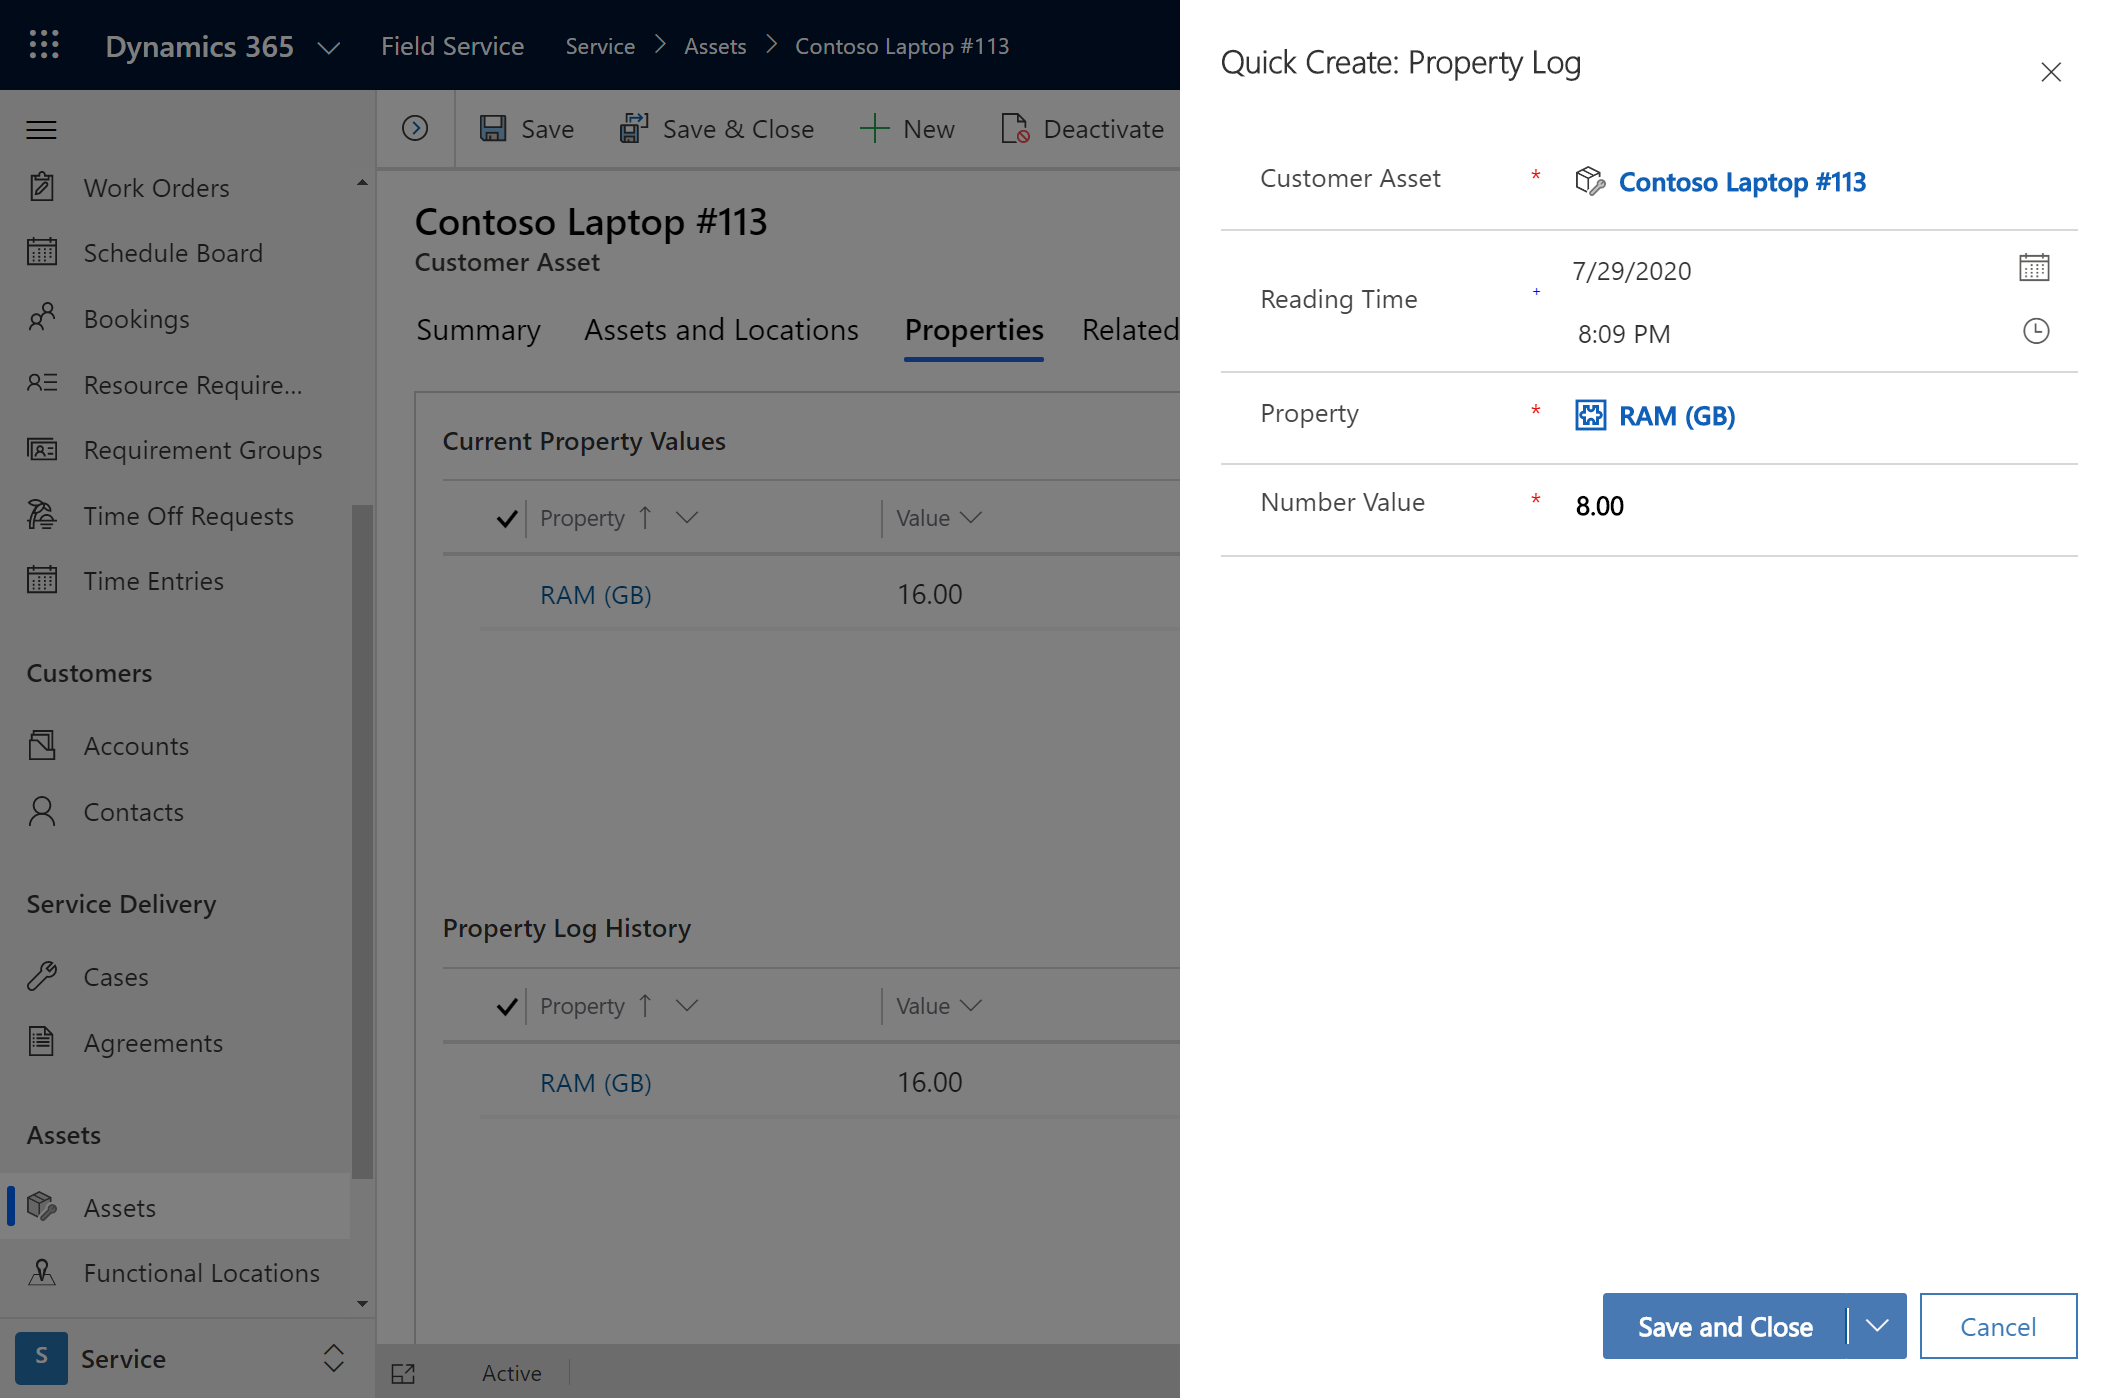 Dynamics 365 Field Service Service Assets Contoso Laptop #113
Save Save & Close New Deactivate
Work Orders
Schedule Board
Bookings
Resource Require...
Requirement Groups
Time Off Requests
Time Entries
Customers
Accounts
Contacts
Service Delivery
Cases
Agreements
Assets
Assets
Functional Locations
S Service
Contoso Laptop #113
Customer Asset
Summary Assets and Locations Properties Related
Current Property Values
Property Value
RAM (GB) 16.00
Property Log History
Property Value
RAM (GB) 16.00
Active
Quick Create: Property Log
Customer Asset * Contoso Laptop #113
Reading Time + 7/29/2020
8:09 PM
Property * RAM (GB)
Number Value * 8.00
Save and Close Cancel